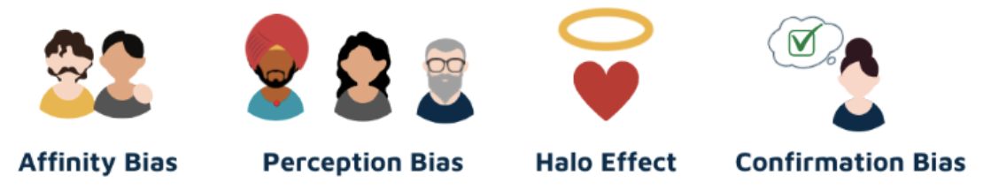 Affinity Bias
Perception Bias
Halo Effect
Confirmation Bias